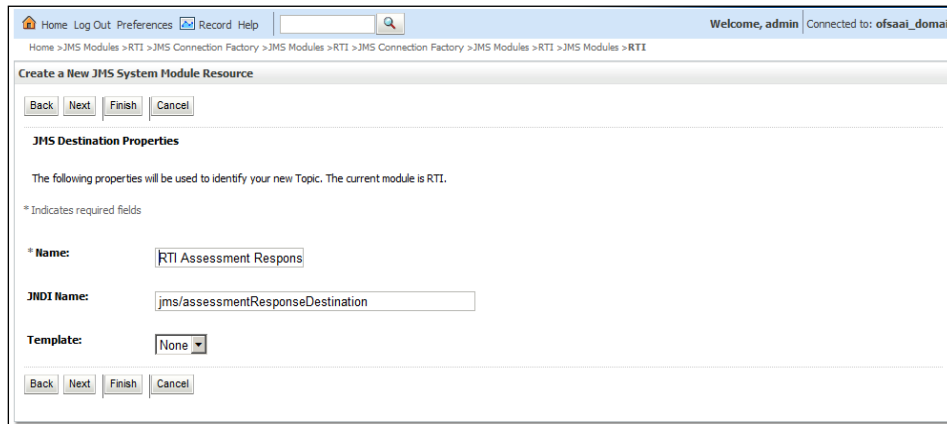 Home Log Out Preferences Record Help Welcome, admin Connected to: ofsaai_domai
Home >JMS Modules >RTI >JMS Connection Factory >JMS Modules >RTI >JMS Connection Factory >JMS Modules >RTI >JMS Modules >RTI
Create a New JMS System Module Resource
Back Next Finish Cancel
JMS Destination Properties
The following properties will be used to identify your new Topic. The current module is RTI.
* Indicates required fields
* Name: RTI Assessment Respons
JNDI Name: jms/assessmentResponseDestination
Template: None
Back Next Finish Cancel